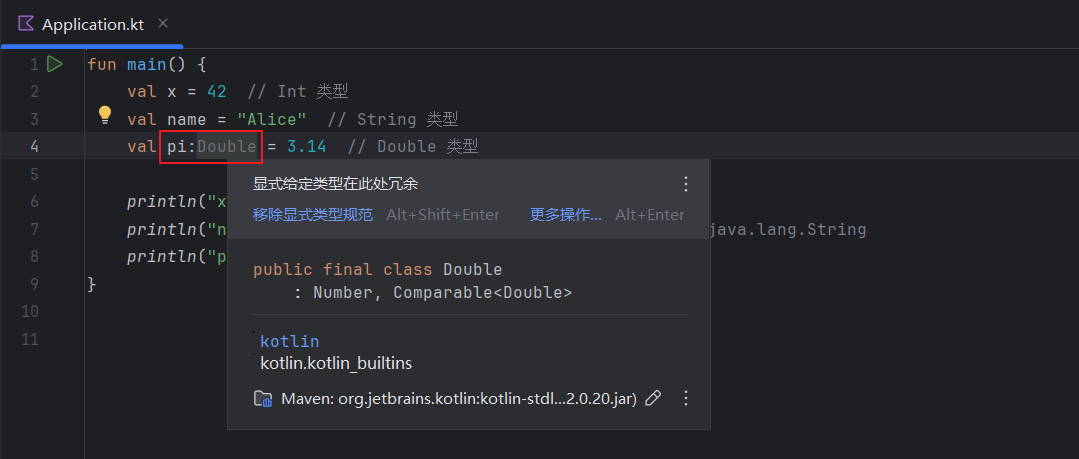 Application.kt
1 fun main() {
2 val x = 42 // Int 类型
3 val name = "Alice" // String 类型
4 val pi:Double = 3.14 // Double 类型
5
显式给定类型在此处冗余
6 println("x
移除显式类型规范 Alt+Shift+Enter 更多操作... Alt+Enter
7 println("n java.lang.String
8 println("p
public final class Double
9 }
: Number, Comparable<Double>
10
11
kotlin
kotlin.kotlin_builtins
Maven: org.jetbrains.kotlin:kotlin-stdl...2.0.20.jar)